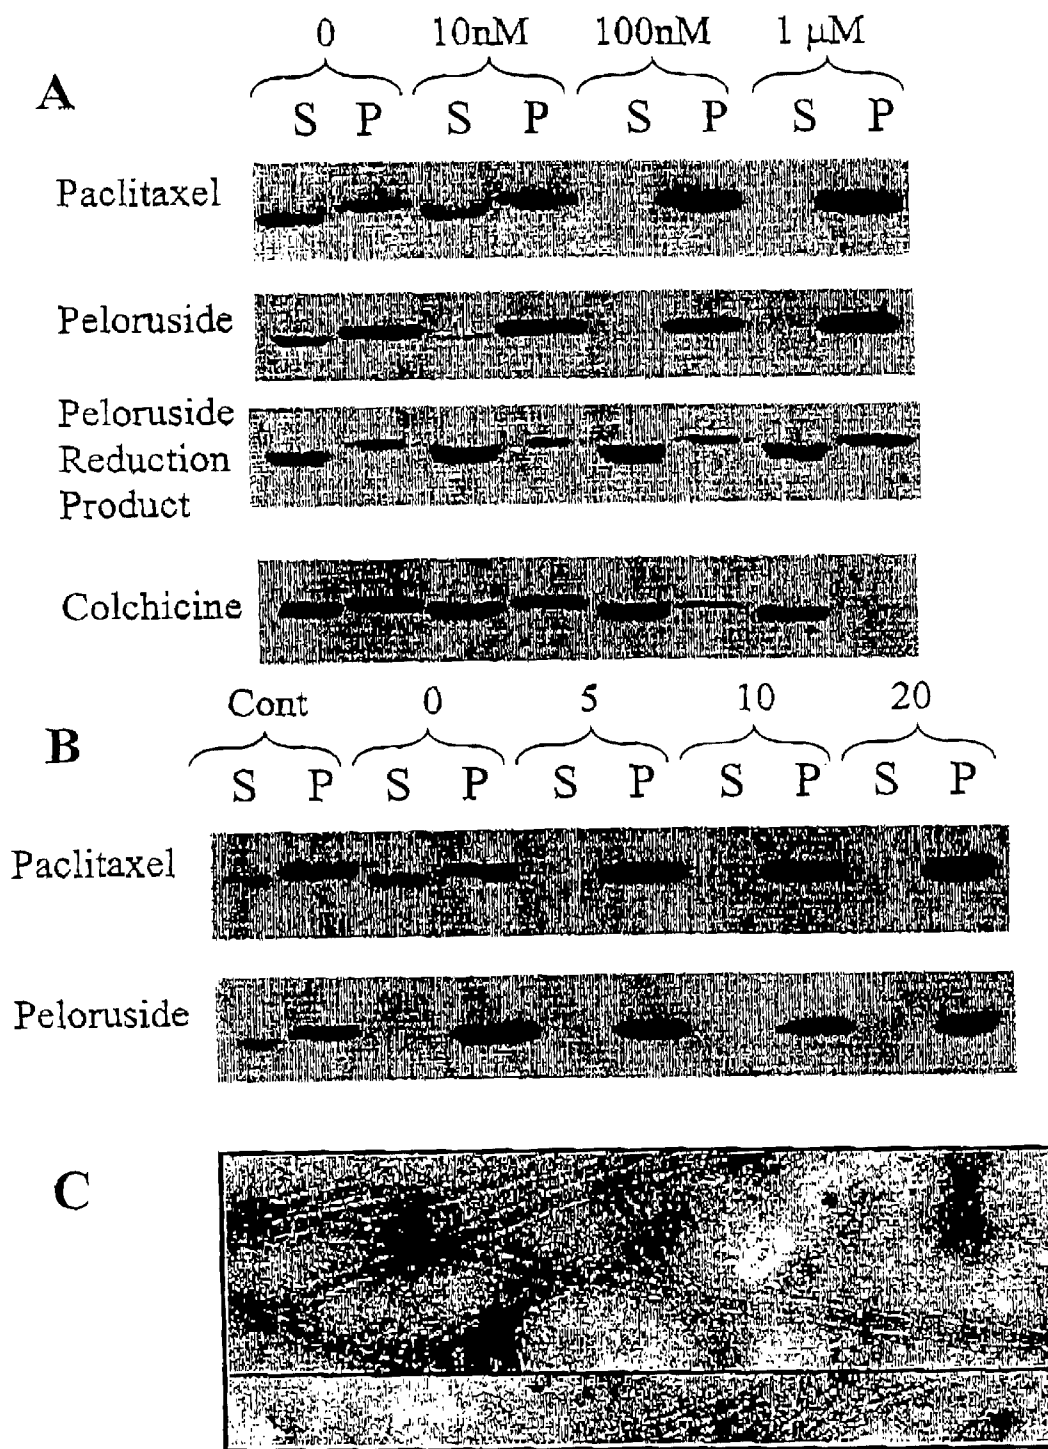 0 10nM 100nM 1 μM
A
S P S P S P S P
Paclitaxel
Peloruside
Peloruside
Reduction
Product
Colchicine
Cont 0 5 10 20
B
S P S P S P S P S P
Paclitaxel
Peloruside
C